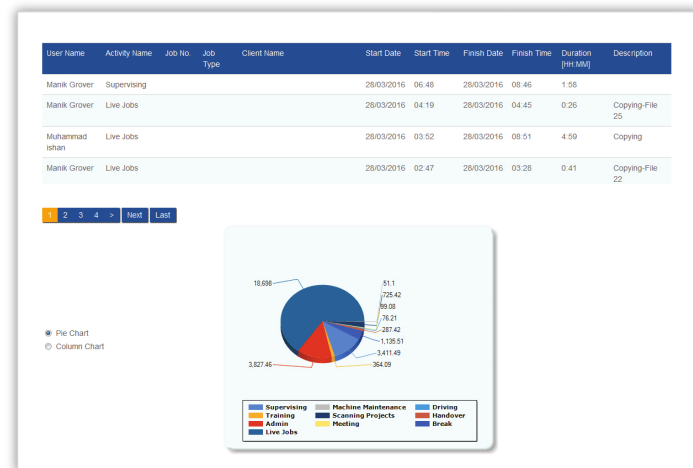 User Name Activity Name Job No. Job Type Client Name Start Date Start Time Finish Date Finish Time Duration [HH:MM] Description
Manik Grover Supervising 28/03/2016 06:48 28/03/2016 08:46 1:58
Manik Grover Live Jobs 28/03/2016 04:19 28/03/2016 04:45 0:26 Copying-File 25
Muhammad ishan Live Jobs 28/03/2016 03:52 28/03/2016 08:51 4:59 Copying
Manik Grover Live Jobs 28/03/2016 02:47 28/03/2016 03:28 0:41 Copying-File 22
1 2 3 4 > Next Last
18,698
51.1
725.42
99.08
76.21
287.42
1,135.51
3,411.49
364.09
3,827.46
Pie Chart
Column Chart
Supervising Machine Maintenance Driving
Training Scanning Projects Handover
Admin Meeting Break
Live Jobs